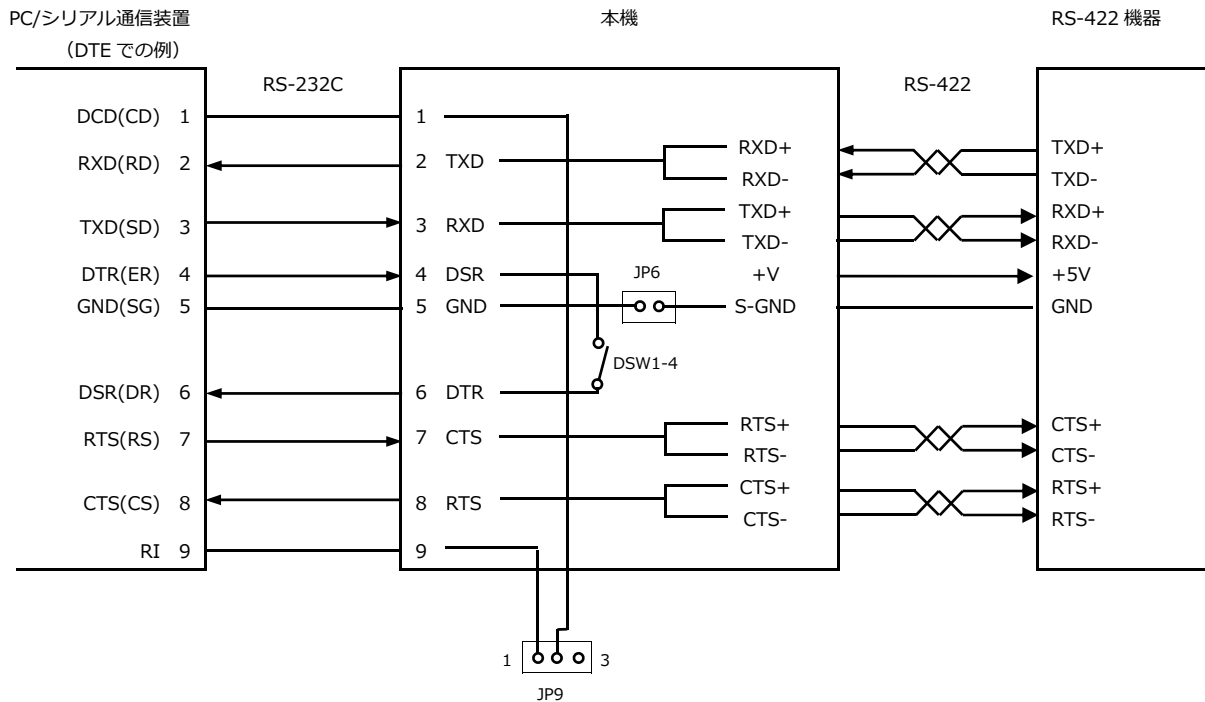 PC/シリアル通信装置
（DTE での例）
本機
RS-422 機器
RS-232C
RS-422
DCD(CD) 1
RXD(RD) 2
TXD(SD) 3
DTR(ER) 4
GND(SG) 5
DSR(DR) 6
RTS(RS) 7
CTS(CS) 8
RI 9
1
2 TXD
3 RXD
4 DSR
5 GND
6 DTR
7 CTS
8 RTS
9
JP6
DSW1-4
RXD+
RXD-
TXD+
TXD-
+V
S-GND
RTS+
RTS-
CTS+
CTS-
TXD+
TXD-
RXD+
RXD-
+5V
GND
CTS+
CTS-
RTS+
RTS-
1 3
JP9